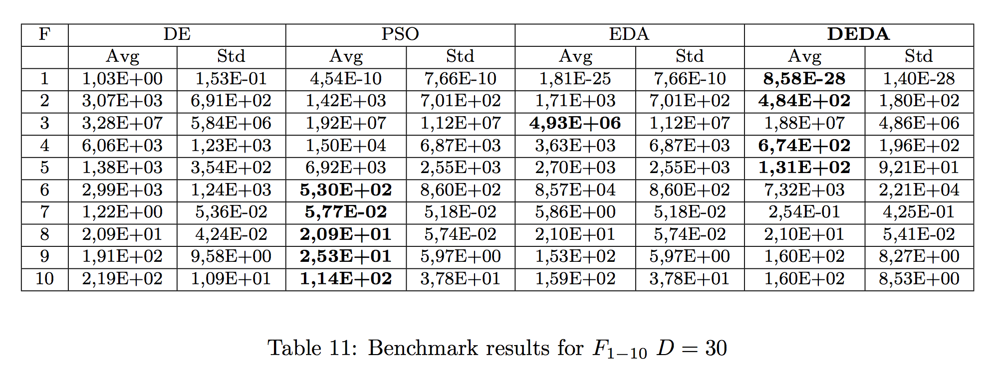 F DE PSO EDA DEDA
Avg Std Avg Std Avg Std Avg Std
1 1,03E+00 1,53E-01 4,54E-10 7,66E-10 1,81E-25 7,66E-10 8,58E-28 1,40E-28
2 3,07E+03 6,91E+02 1,42E+03 7,01E+02 1,71E+03 7,01E+02 4,84E+02 1,80E+02
3 3,28E+07 5,84E+06 1,92E+07 1,12E+07 4,93E+06 1,12E+07 1,88E+07 4,86E+06
4 6,06E+03 1,23E+03 1,50E+04 6,87E+03 3,63E+03 6,87E+03 6,74E+02 1,96E+02
5 1,38E+03 3,54E+02 6,92E+03 2,55E+03 2,70E+03 2,55E+03 1,31E+02 9,21E+01
6 2,99E+03 1,24E+03 5,30E+02 8,60E+02 8,57E+04 8,60E+02 7,32E+03 2,21E+04
7 1,22E+00 5,36E-02 5,77E-02 5,18E-02 5,86E+00 5,18E-02 2,54E-01 4,25E-01
8 2,09E+01 4,24E-02 2,09E+01 5,74E-02 2,10E+01 5,74E-02 2,10E+01 5,41E-02
9 1,91E+02 9,58E+00 2,53E+01 5,97E+00 1,53E+02 5,97E+00 1,60E+02 8,27E+00
10 2,19E+02 1,09E+01 1,14E+02 3,78E+01 1,59E+02 3,78E+01 1,60E+02 8,53E+00
Table 11: Benchmark results for F1−10 D = 30